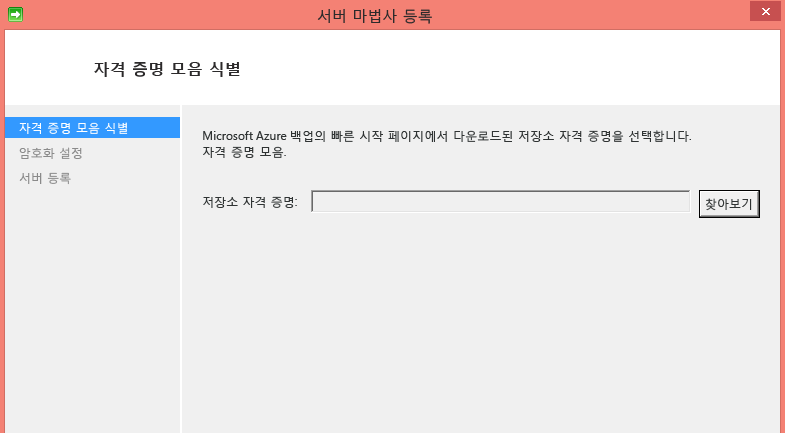 서버 마법사 등록
자격 증명 모음 식별
자격 증명 모음 식별
암호화 설정
서버 등록
Microsoft Azure 백업의 빠른 시작 페이지에서 다운로드된 저장소 자격 증명을 선택합니다.
자격 증명 모음.
저장소 자격 증명:
찾아보기